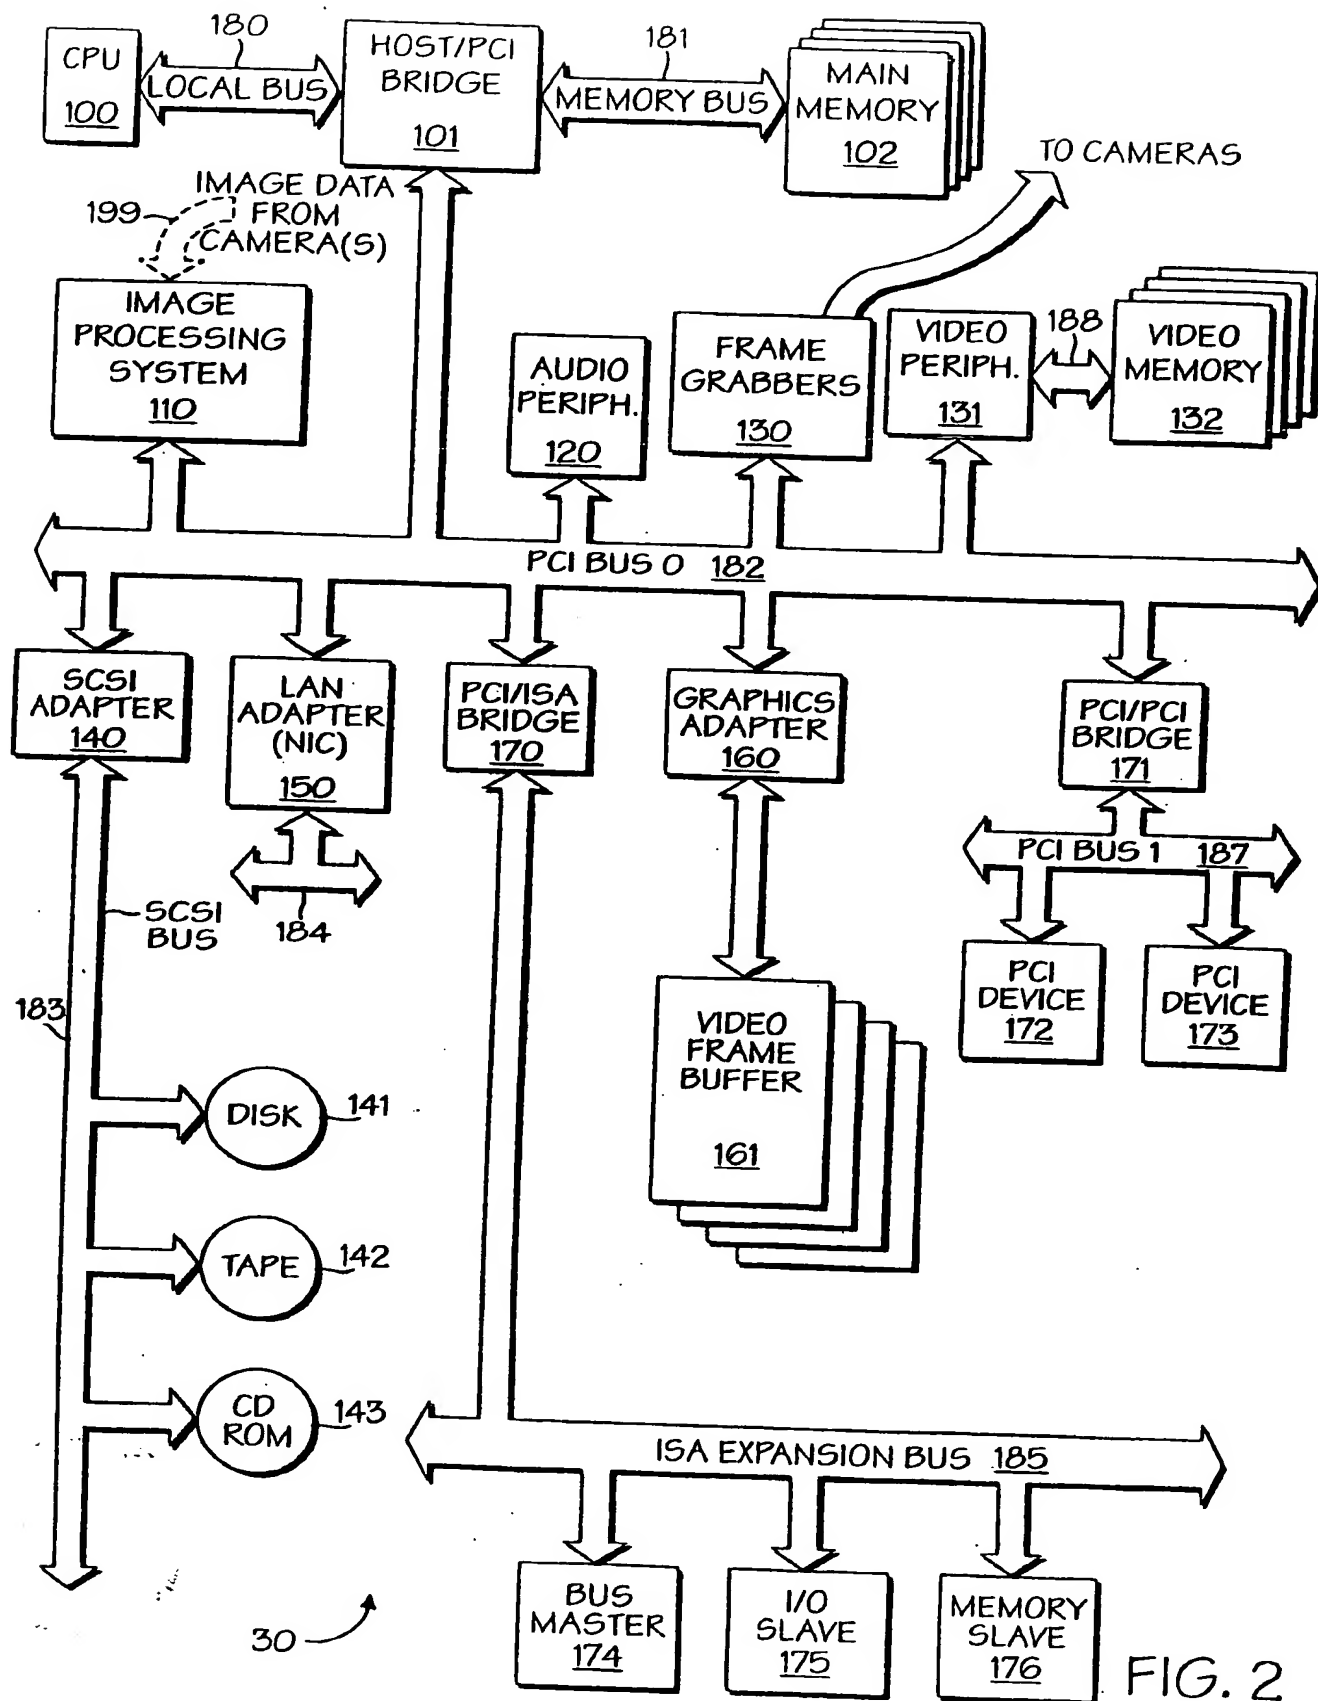 CPU
100
180
LOCAL BUS
HOST/PCI
BRIDGE
101
181
MEMORY BUS
MAIN
MEMORY
102
TO CAMERAS
IMAGE DATA
FROM
CAMERA(S)
199
IMAGE
PROCESSING
SYSTEM
110
AUDIO
PERIPH.
120
FRAME
GRABBERS
130
VIDEO
PERIPH.
131
188
VIDEO
MEMORY
132
PCI BUS 0 182
SCSI
ADAPTER
140
LAN
ADAPTER
(NIC)
150
PCI/ISA
BRIDGE
170
GRAPHICS
ADAPTER
160
PCI/PCI
BRIDGE
171
184
PCI BUS 1 187
SCSI
BUS
183
PCI
DEVICE
172
PCI
DEVICE
173
VIDEO
FRAME
BUFFER
161
DISK
141
TAPE
142
CD
ROM
143
ISA EXPANSION BUS 185
BUS
MASTER
174
I/O
SLAVE
175
MEMORY
SLAVE
176
30
FIG. 2